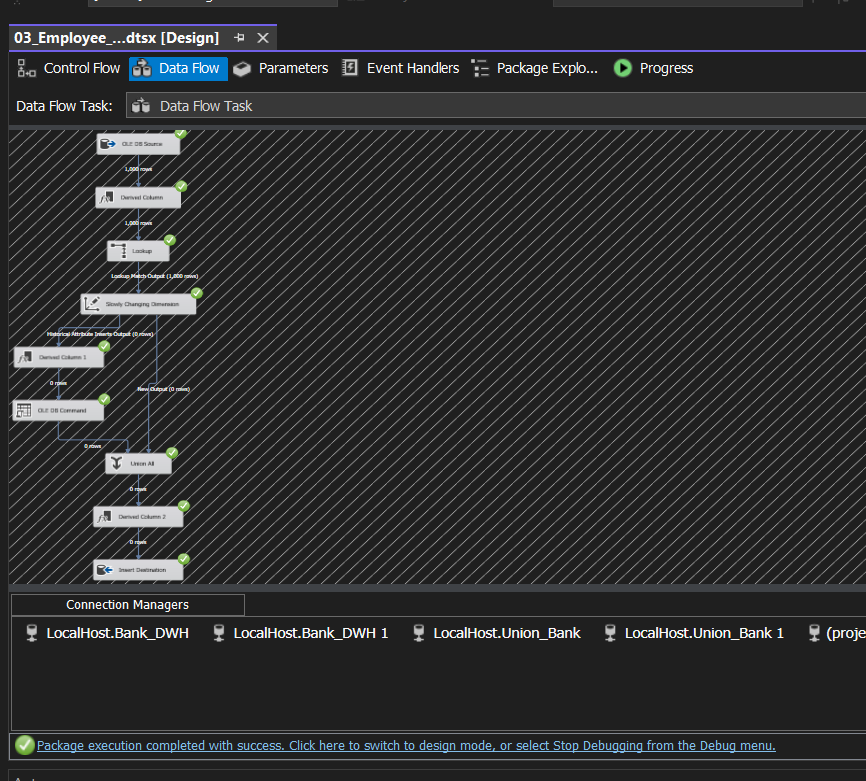 03_Employee_...dtsx [Design]
Control Flow Data Flow Parameters Event Handlers Package Explo... Progress
Data Flow Task: Data Flow Task
OLE DB Source
1,000 rows
Derived Column
1,000 rows
Lookup
Lookup Match Output (1,000 rows)
Slowly Changing Dimension
Historical Attribute Inserts Output (0 rows)
Derived Column 1
0 rows
New Output (0 rows)
OLE DB Command
0 rows
Union All
0 rows
Derived Column 2
0 rows
Insert Destination
Connection Managers
LocalHost.Bank_DWH LocalHost.Bank_DWH 1 LocalHost.Union_Bank LocalHost.Union_Bank 1 (proje
Package execution completed with success. Click here to switch to design mode, or select Stop Debugging from the Debug menu.